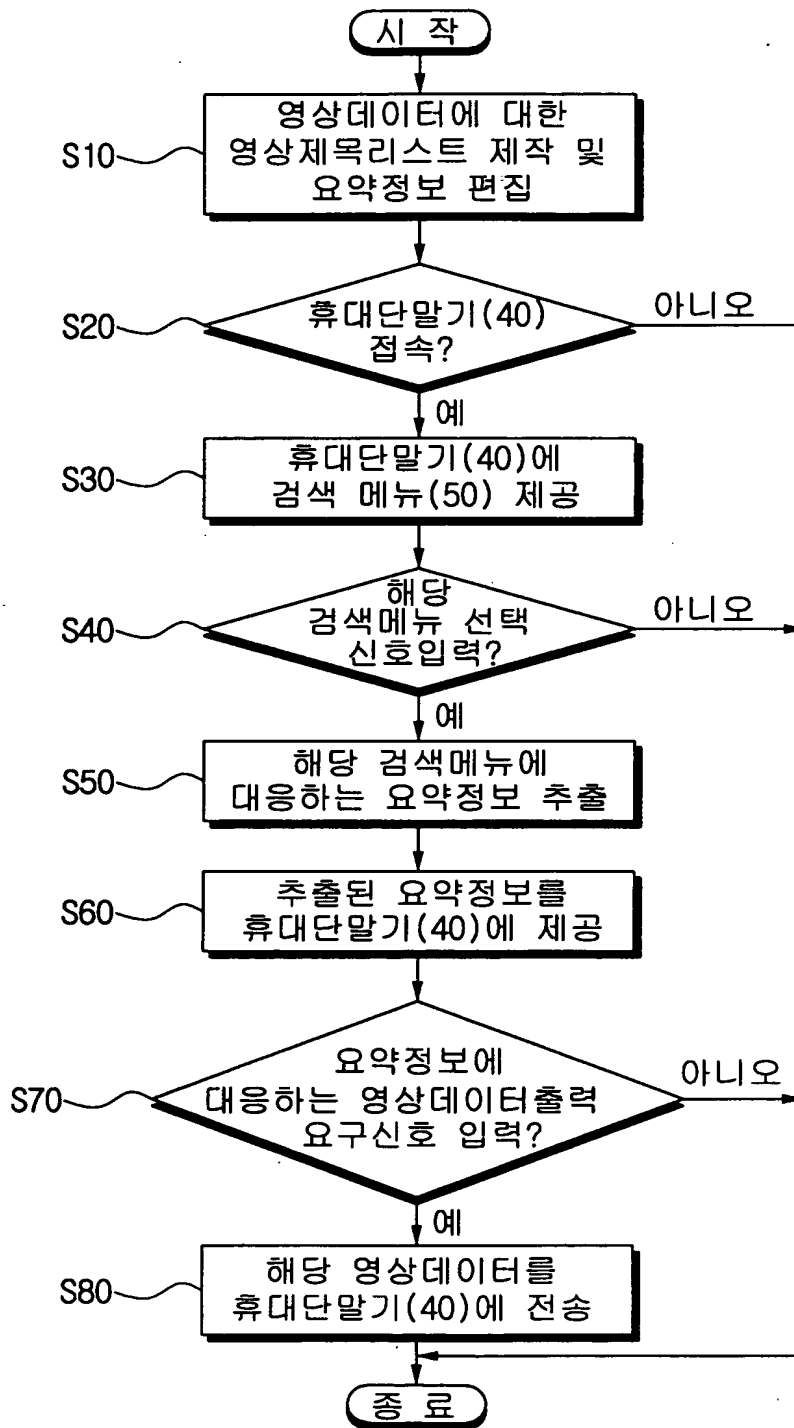 시 작
S10
영상데이터에 대한
영상제목리스트 제작 및
요약정보 편집
S20
휴대단말기(40)
접속?
아니오
예
S30
휴대단말기(40)에
검색 메뉴(50) 제공
S40
해당
검색메뉴 선택
신호입력?
아니오
예
S50
해당 검색메뉴에
대응하는 요약정보 추출
S60
추출된 요약정보를
휴대단말기(40)에 제공
S70
요약정보에
대응하는 영상데이터출력
요구신호 입력?
아니오
예
S80
해당 영상데이터를
휴대단말기(40)에 전송
종 료